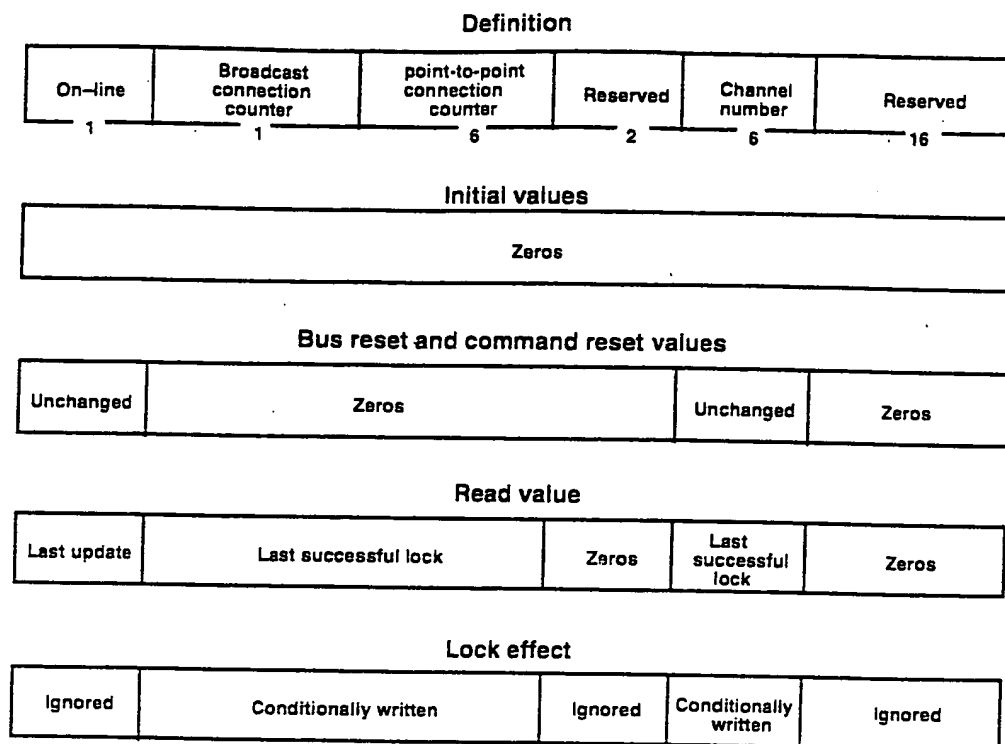 Definition
On-line
Broadcast
connection
counter
point-to-point
connection
counter
Reserved
Channel
number
Reserved
1
1
6
2
6
16
Initial values
Zeros
Bus reset and command reset values
Unchanged
Zeros
Unchanged
Zeros
Read value
Last update
Last successful lock
Zeros
Last
successful
lock
Zeros
Lock effect
Ignored
Conditionally written
Ignored
Conditionally
written
Ignored